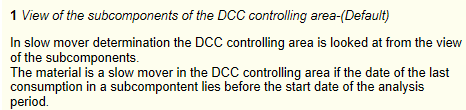 1 View of the subcomponents of the DCC controlling area-(Default)
In slow mover determination the DCC controlling area is looked at from the view
of the subcomponents.
The material is a slow mover in the DCC controlling area if the date of the last
consumption in a subcompontent lies before the start date of the analysis
period.